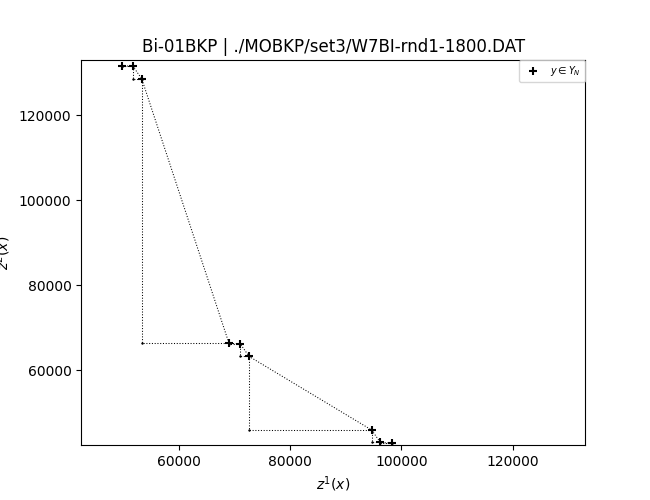 Bi-01BKP | ./MOBKP/set3/W7BI-rnd1-1800.DAT
y ∈ Y_N
120000
100000
80000
60000
z²(x)
60000 80000 100000 120000
z¹(x)